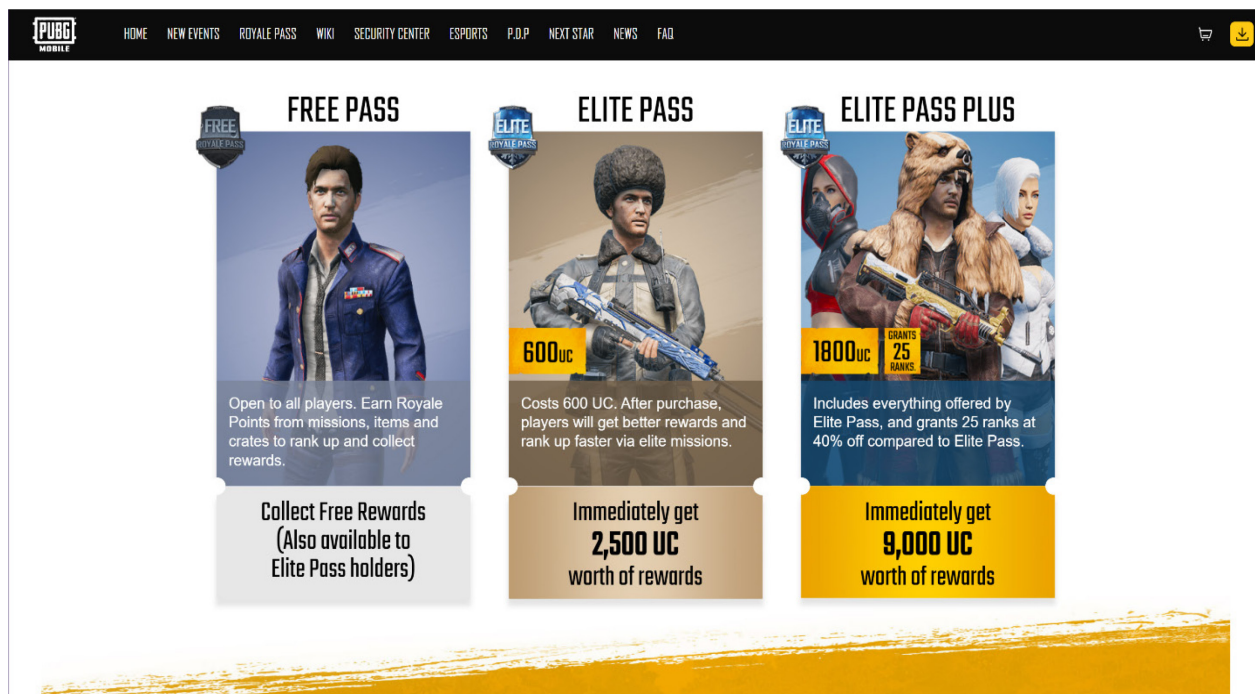 PUBG
MOBILE
HOME NEW EVENTS ROYALE PASS WIKI SECURITY CENTER ESPORTS P.D.P NEXT STAR NEWS FAQ
FREE PASS
FREE
ROYALE PASS
Open to all players. Earn Royale
Points from missions, items and
crates to rank up and collect
rewards.
Collect Free Rewards
(Also available to
Elite Pass holders)
ELITE PASS
ELITE
ROYALE PASS
600UC
Costs 600 UC. After purchase,
players will get better rewards and
rank up faster via elite missions.
Immediately get
2,500 UC
worth of rewards
ELITE PASS PLUS
ELITE
ROYALE PASS
1800UC
GRANTS
25
RANKS.
Includes everything offered by
Elite Pass, and grants 25 ranks at
40% off compared to Elite Pass.
Immediately get
9,000 UC
worth of rewards